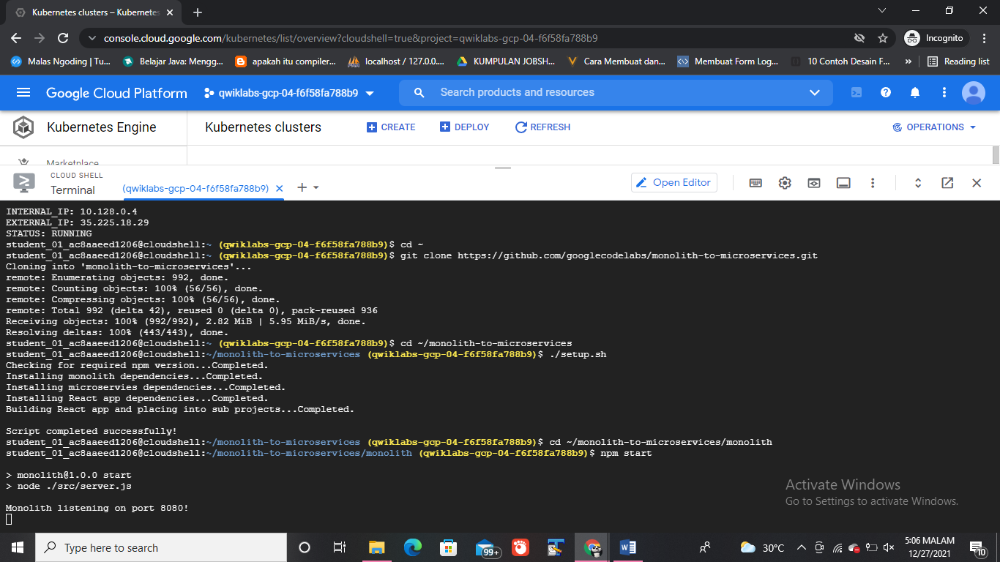 Kubernetes clusters – Kubernetes
console.cloud.google.com/kubernetes/list/overview?cloudshell=true&project=qwiklabs-gcp-04-f6f58fa788b9
Incognito
Malas Ngoding | Tu...
Belajar Java: Mengg...
apakah itu compiler...
localhost / 127.0.0....
KUMPULAN JOBSH...
Cara Membuat dan...
Membuat Form Log...
10 Contoh Desain F...
»
Reading list
Google Cloud Platform
qwiklabs-gcp-04-f6f58fa788b9
Search products and resources
Kubernetes Engine
Kubernetes clusters
CREATE
DEPLOY
REFRESH
OPERATIONS
Marketplace
CLOUD SHELL
Terminal
(qwiklabs-gcp-04-f6f58fa788b9)
Open Editor
INTERNAL_IP: 10.128.0.4
EXTERNAL_IP: 35.225.18.29
STATUS: RUNNING
student_01_ac8aaeed1206@cloudshell:~ (qwiklabs-gcp-04-f6f58fa788b9)$ cd ~
student_01_ac8aaeed1206@cloudshell:~ (qwiklabs-gcp-04-f6f58fa788b9)$ git clone https://github.com/googlecodelabs/monolith-to-microservices.git
Cloning into 'monolith-to-microservices'...
remote: Enumerating objects: 992, done.
remote: Counting objects: 100% (56/56), done.
remote: Compressing objects: 100% (56/56), done.
remote: Total 992 (delta 42), reused 0 (delta 0), pack-reused 936
Receiving objects: 100% (992/992), 2.82 MiB | 5.95 MiB/s, done.
Resolving deltas: 100% (443/443), done.
student_01_ac8aaeed1206@cloudshell:~ (qwiklabs-gcp-04-f6f58fa788b9)$ cd ~/monolith-to-microservices
student_01_ac8aaeed1206@cloudshell:~/monolith-to-microservices (qwiklabs-gcp-04-f6f58fa788b9)$ ./setup.sh
Checking for required npm version...Completed.
Installing monolith dependencies...Completed.
Installing microservies dependencies...Completed.
Installing React app dependencies...Completed.
Building React app and placing into sub projects...Completed.
Script completed successfully!
student_01_ac8aaeed1206@cloudshell:~/monolith-to-microservices (qwiklabs-gcp-04-f6f58fa788b9)$ cd ~/monolith-to-microservices/monolith
student_01_ac8aaeed1206@cloudshell:~/monolith-to-microservices/monolith (qwiklabs-gcp-04-f6f58fa788b9)$ npm start
> monolith@1.0.0 start
> node ./src/server.js
Monolith listening on port 8080!
Activate Windows
Go to Settings to activate Windows.
Type here to search
99+
30°C
5:06 MALAM
12/27/2021
10